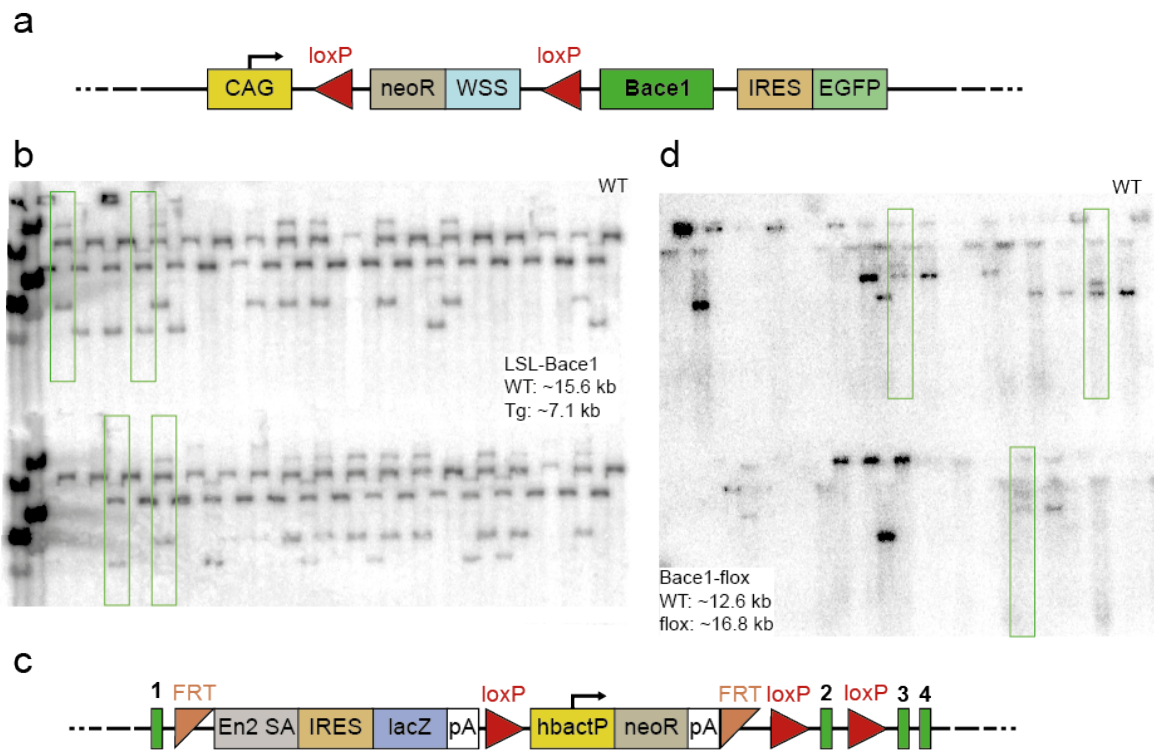 a
loxP loxP
CAG neoR WSS Bace1 IRES EGFP
b
WT
LSL-Bace1
WT: ~15.6 kb
Tg: ~7.1 kb
d
WT
Bace1-flox
WT: ~12.6 kb
flox: ~16.8 kb
c
1 FRT loxP FRT loxP 2 loxP 3 4
En2 SA IRES lacZ pA hbactP neoR pA